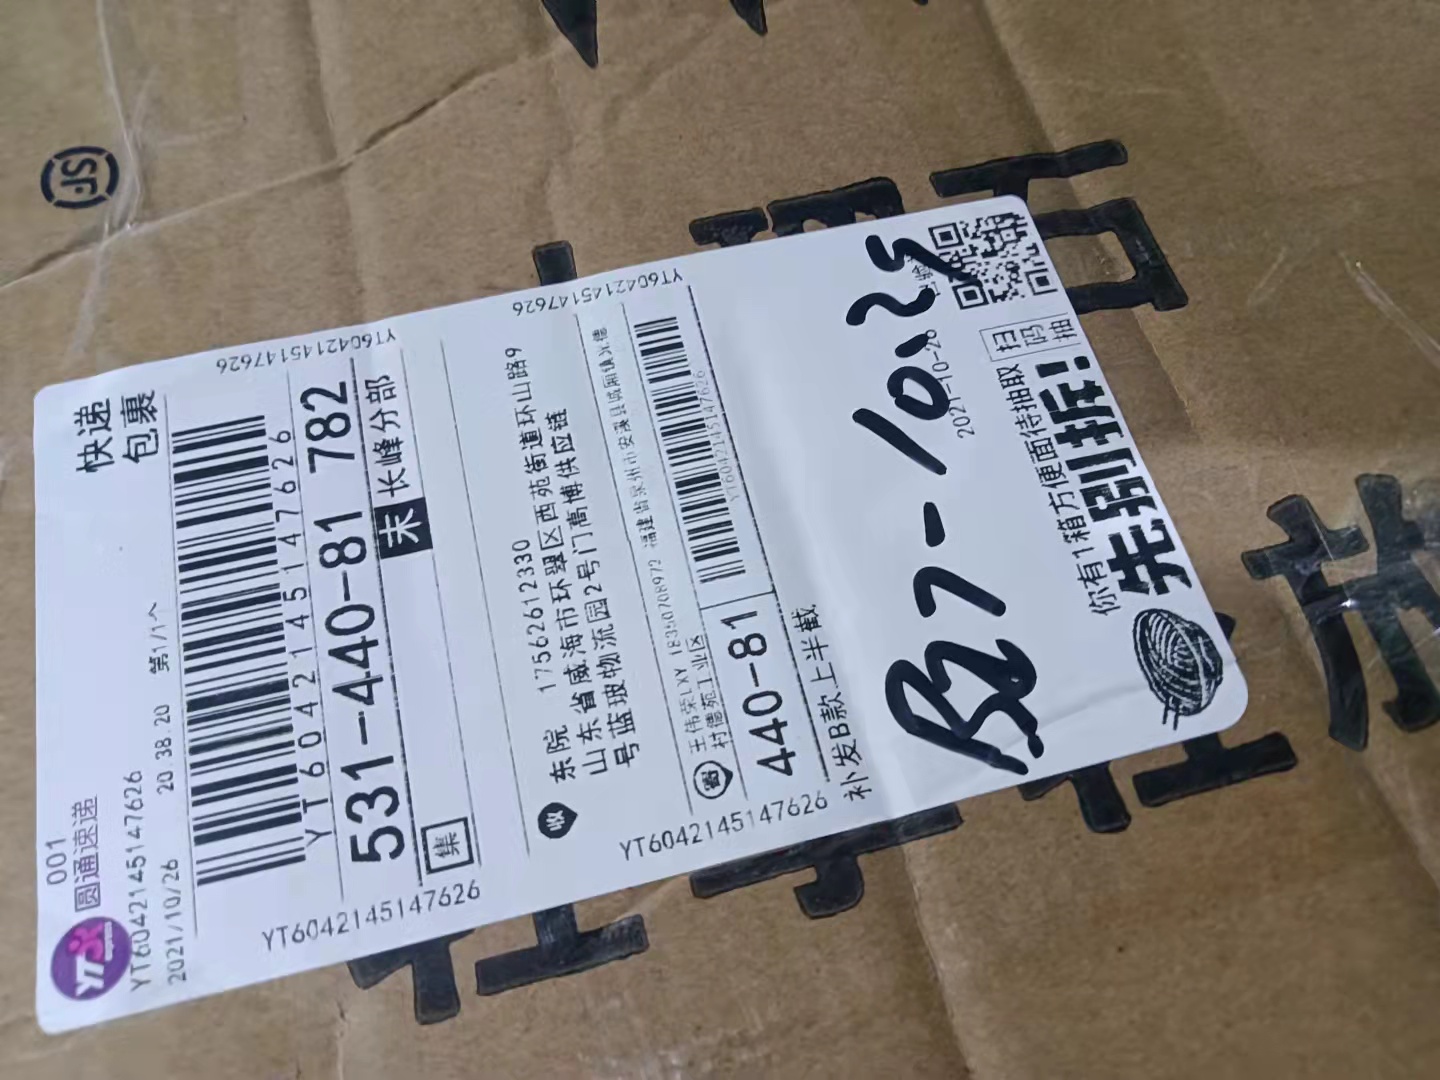 001
圆通速递
快递
包裹
YT6042145147626
2021/10/26 20:38:20 第1/1个
YT6042145147626
531-440-81 782
集
末 长峰分部
YT6042145147626
YT6042145147626
收
东院 17562612330
山东省威海市环翠区西苑街道环山路9
号蓝玻物流园2号门高博供应链
YT6042145147626
寄
王伟荣LXY 18350708972 福建省泉州市安溪县城厢镇光德
村德苑工业区
440-81
YT6042145147626
YT6042145147626
YT6042145147626
补发B款上半截
B7-10.25
2021-10-26
你有1箱方便面待抽取
先别拆!
扫
码
抽
SF